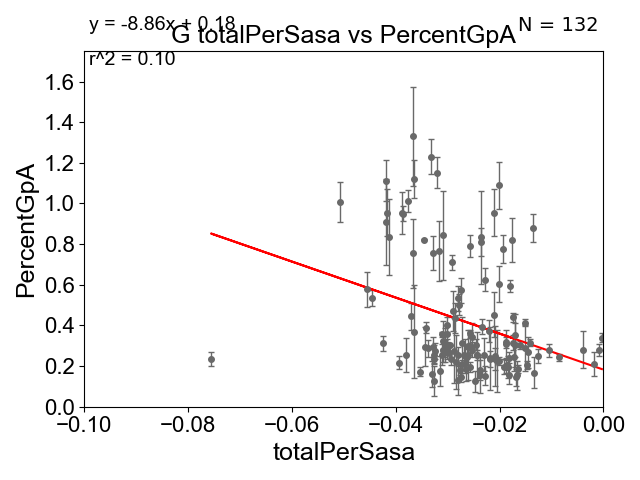 y = -8.86x + 0.18
N = 132
G totalPerSasa vs PercentGpA
r^2 = 0.10
PercentGpA
1.6
1.4
1.2
1.0
0.8
0.6
0.4
0.2
0.0
−0.10 −0.08 −0.06 −0.04 −0.02 0.00
totalPerSasa